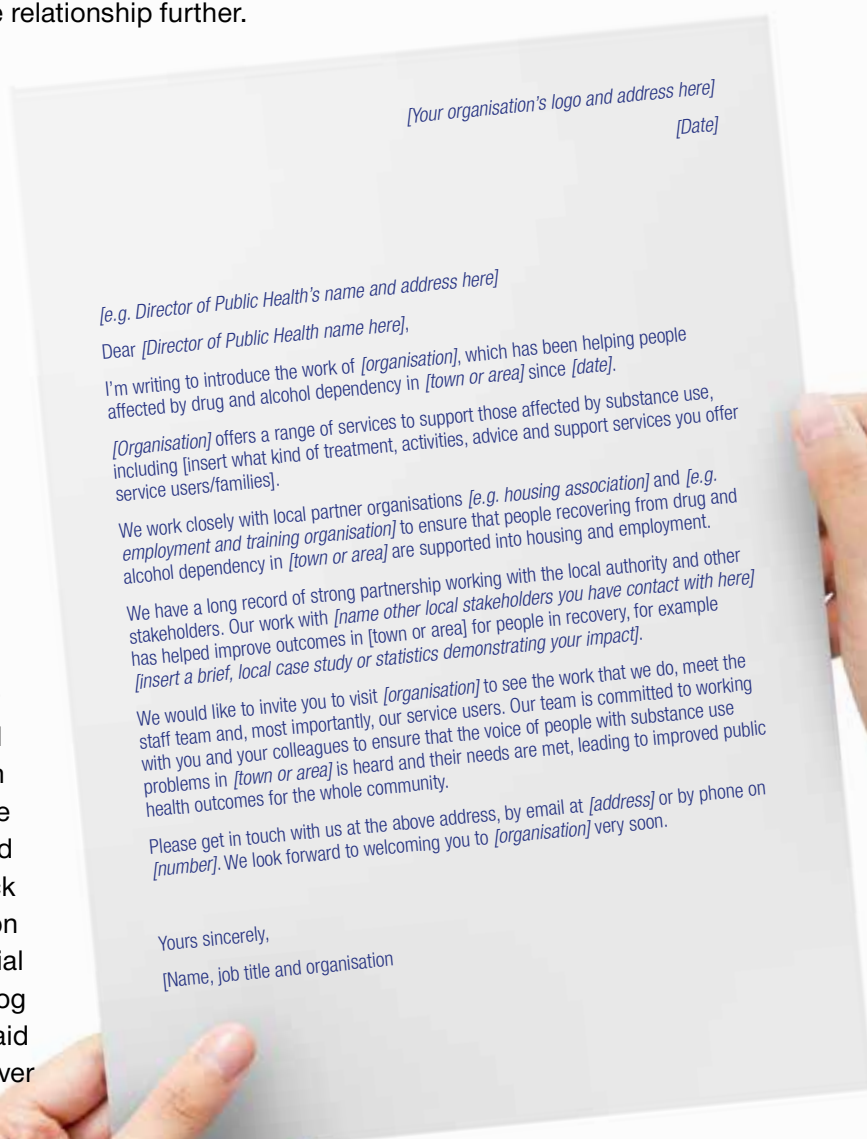 relationship further.
[Your organisation's logo and address here]
[Date]
[e.g. Director of Public Health's name and address here]
Dear [Director of Public Health name here],
I'm writing to introduce the work of [organisation], which has been helping people
affected by drug and alcohol dependency in [town or area] since [date].
[Organisation] offers a range of services to support those affected by substance use,
including [insert what kind of treatment, activities, advice and support services you offer
service users/families].
We work closely with local partner organisations [e.g. housing association] and [e.g.
employment and training organisation] to ensure that people recovering from drug and
alcohol dependency in [town or area] are supported into housing and employment.
We have a long record of strong partnership working with the local authority and other
stakeholders. Our work with [name other local stakeholders you have contact with here]
has helped improve outcomes in [town or area] for people in recovery, for example
[insert a brief, local case study or statistics demonstrating your impact].
We would like to invite you to visit [organisation] to see the work that we do, meet the
staff team and, most importantly, our service users. Our team is committed to working
with you and your colleagues to ensure that the voice of people with substance use
problems in [town or area] is heard and their needs are met, leading to improved public
health outcomes for the whole community.
Please get in touch with us at the above address, by email at [address] or by phone on
[number]. We look forward to welcoming you to [organisation] very soon.
Yours sincerely,
[Name, job title and organisation